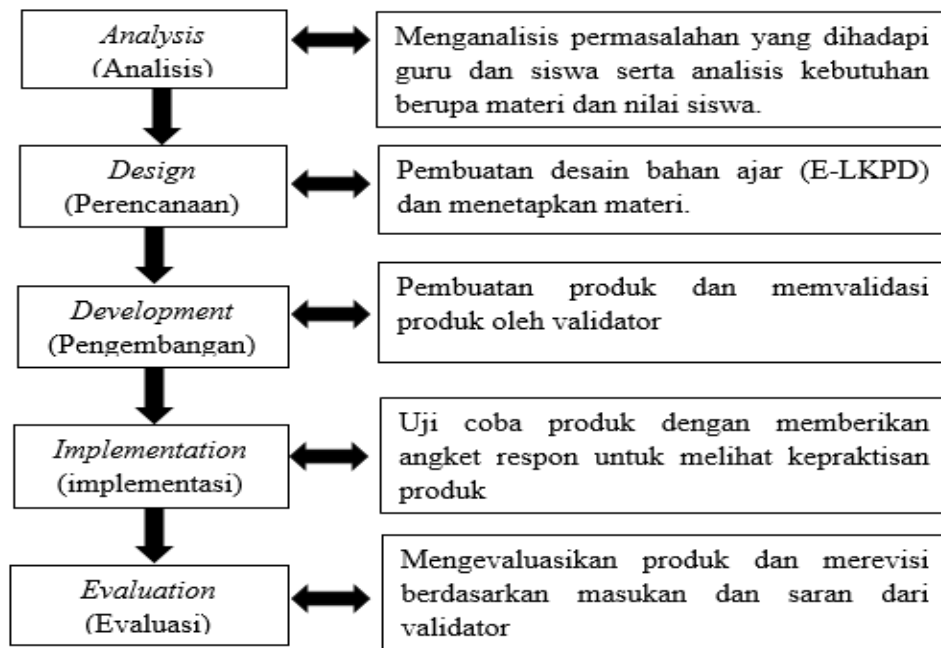 Analysis
(Analisis)
Menganalisis permasalahan yang dihadapi
guru dan siswa serta analisis kebutuhan
berupa materi dan nilai siswa.
Design
(Perencanaan)
Pembuatan desain bahan ajar (E-LKPD)
dan menetapkan materi.
Development
(Pengembangan)
Pembuatan produk dan memvalidasi
produk oleh validator
Implementation
(implementasi)
Uji coba produk dengan memberikan
angket respon untuk melihat kepraktisan
produk
Evaluation
(Evaluasi)
Mengevaluasikan produk dan merevisi
berdasarkan masukan dan saran dari
validator